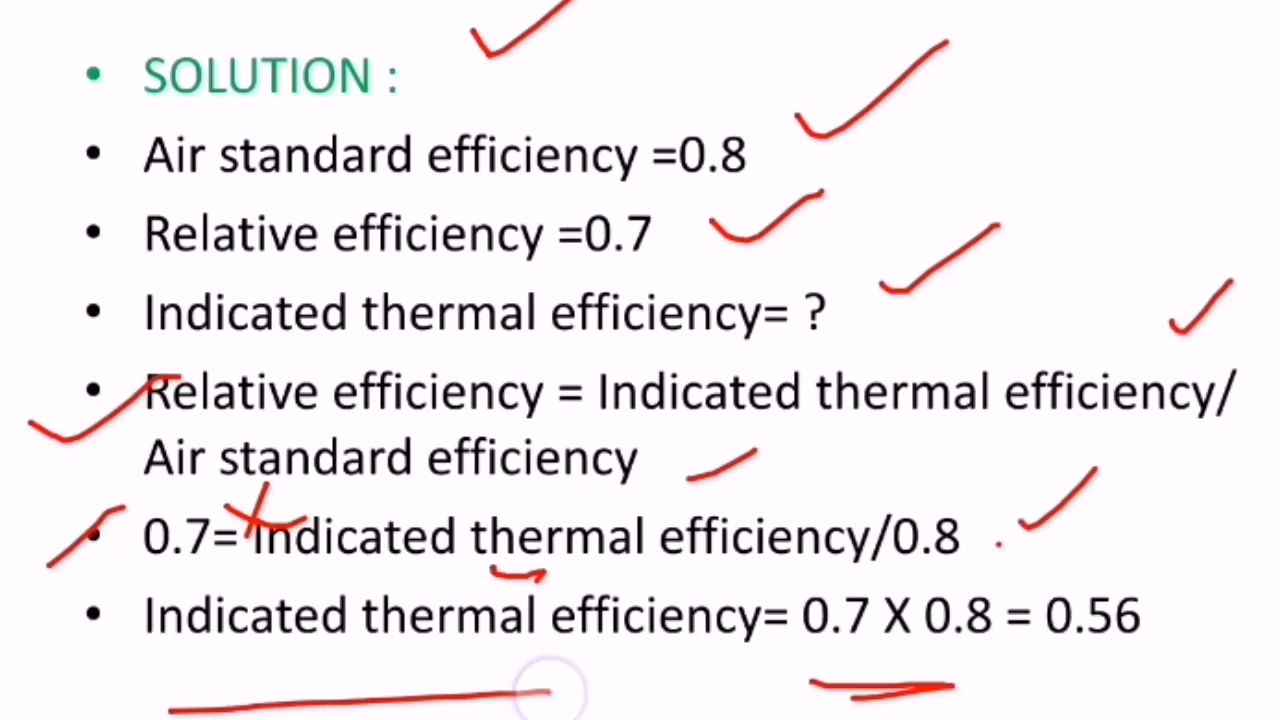 • SOLUTION :
• Air standard efficiency =0.8
• Relative efficiency =0.7
• Indicated thermal efficiency= ?
• Relative efficiency = Indicated thermal efficiency/
Air standard efficiency
• 0.7= Indicated thermal efficiency/0.8
• Indicated thermal efficiency= 0.7 X 0.8 = 0.56